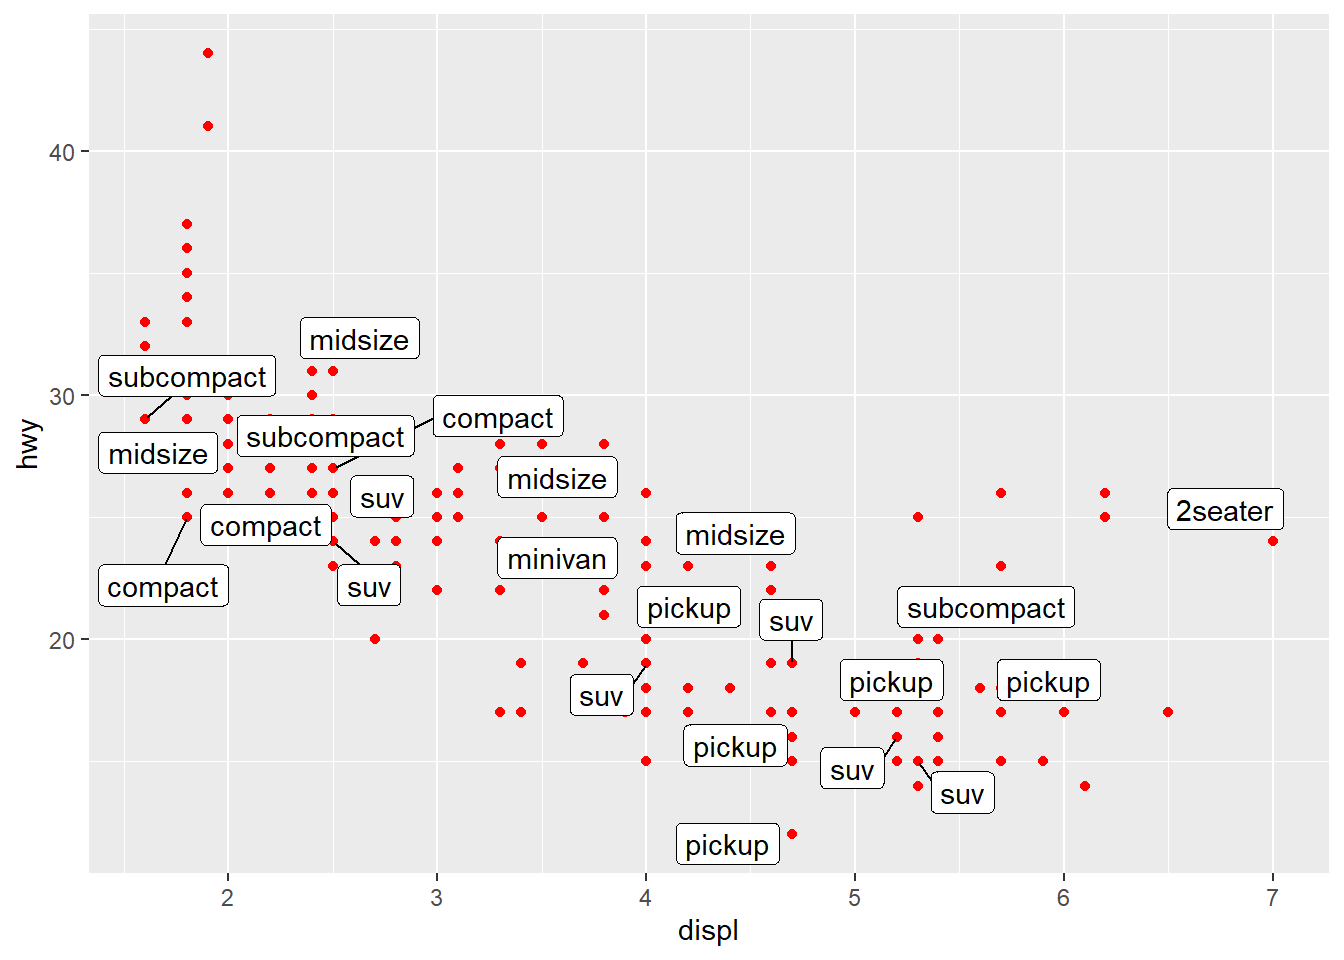 hwy
40
30
20
midsize
subcompact
compact
subcompact
midsize
midsize
suv
2seater
compact
midsize
minivan
compact
suv
pickup
subcompact
suv
pickup
pickup
suv
pickup
suv
suv
pickup
2
3
4
5
6
7
displ